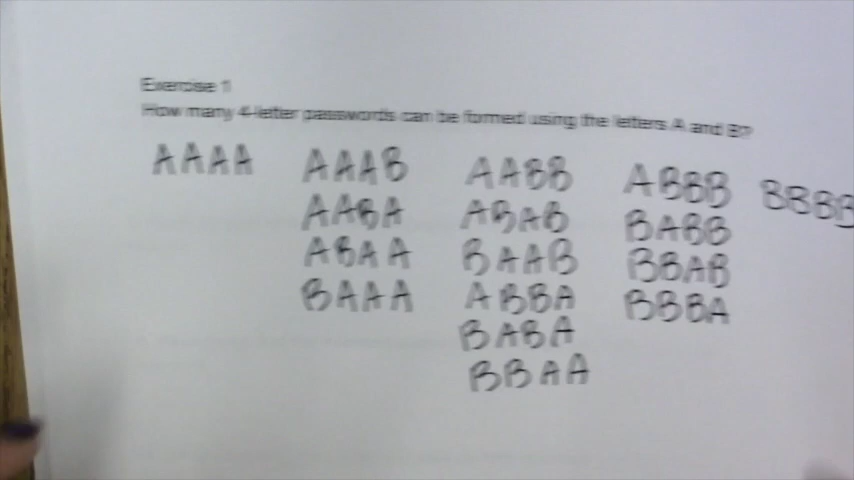 Exercise 1
How many 4-letter passwords can be formed using the letters A and B?
AAAA AAAB AABB ABBB BBBB
AABA ABAB BABB
ABAA BAAB BBAB
BAAA ABBA BBBA
BABA
BBAA